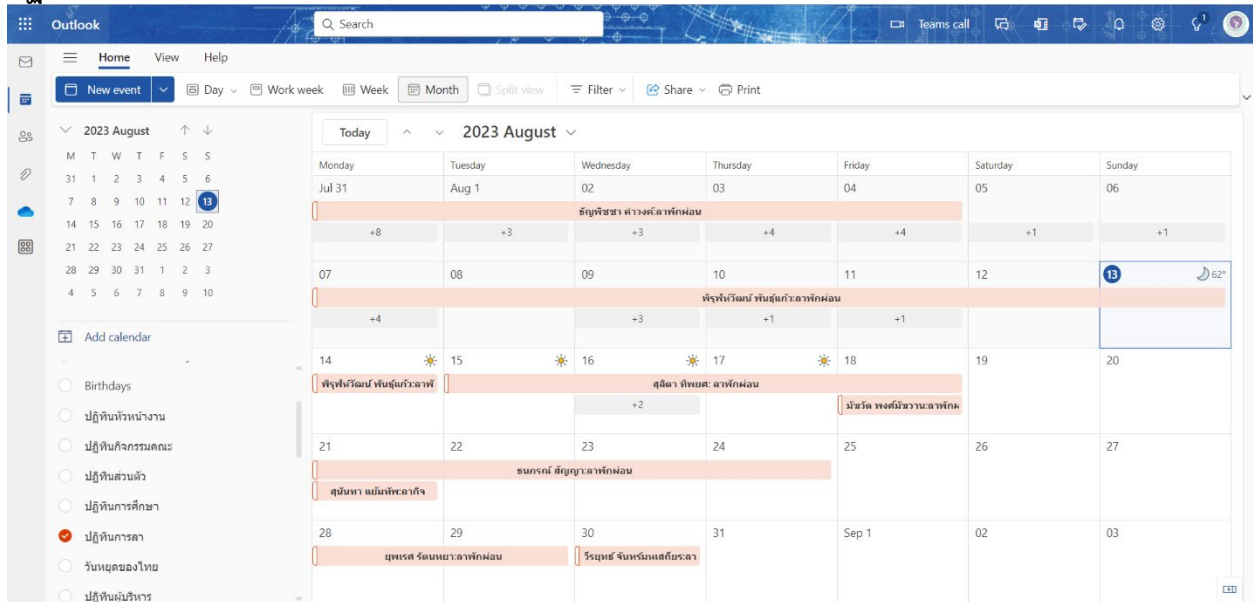 Outlook
Search
Teams call
1
Home View Help
New event Day Work week Week Month Split view Filter Share Print
2023 August
M T W T F S S
31 1 2 3 4 5 6
7 8 9 10 11 12 13
14 15 16 17 18 19 20
21 22 23 24 25 26 27
28 29 30 31 1 2 3
4 5 6 7 8 9 10
Add calendar
Birthdays
ปฏิทินหัวหน้างาน
ปฏิทินกิจกรรมคณะ
ปฏิทินส่วนตัว
ปฏิทินการศึกษา
ปฏิทินการลา
วันหยุดของไทย
ปฏิทินผู้บริหาร
Today 2023 August
Monday Tuesday Wednesday Thursday Friday Saturday Sunday
Jul 31 Aug 1 02 03 04 05 06
ธัญพิชชา คำวงค์:ลาพักผ่อน
+8 +3 +3 +4 +4 +1 +1
07 08 09 10 11 12 13 62°
พันธุ์แก้ว:ลาพักผ่อน
+4 +3 +1 +1
14 15 16 17 18 19 20
พันธุ์แก้ว:ลาพั สุลิตา ทิพยศ: ลาพักผ่อน
+2 มัฆวัต พงศ์มัฆวาน:ลาพักผ
21 22 23 24 25 26 27
ธนภรณ์ สัญญา:ลาพักผ่อน
สุนันทา แย้มทัพ:ลากิจ
28 29 30 31 Sep 1 02 03
ยุพเรศ รัตนหยา:ลาพักผ่อน วีรยุทธ์ จันทร์มหเสถียร:ลา